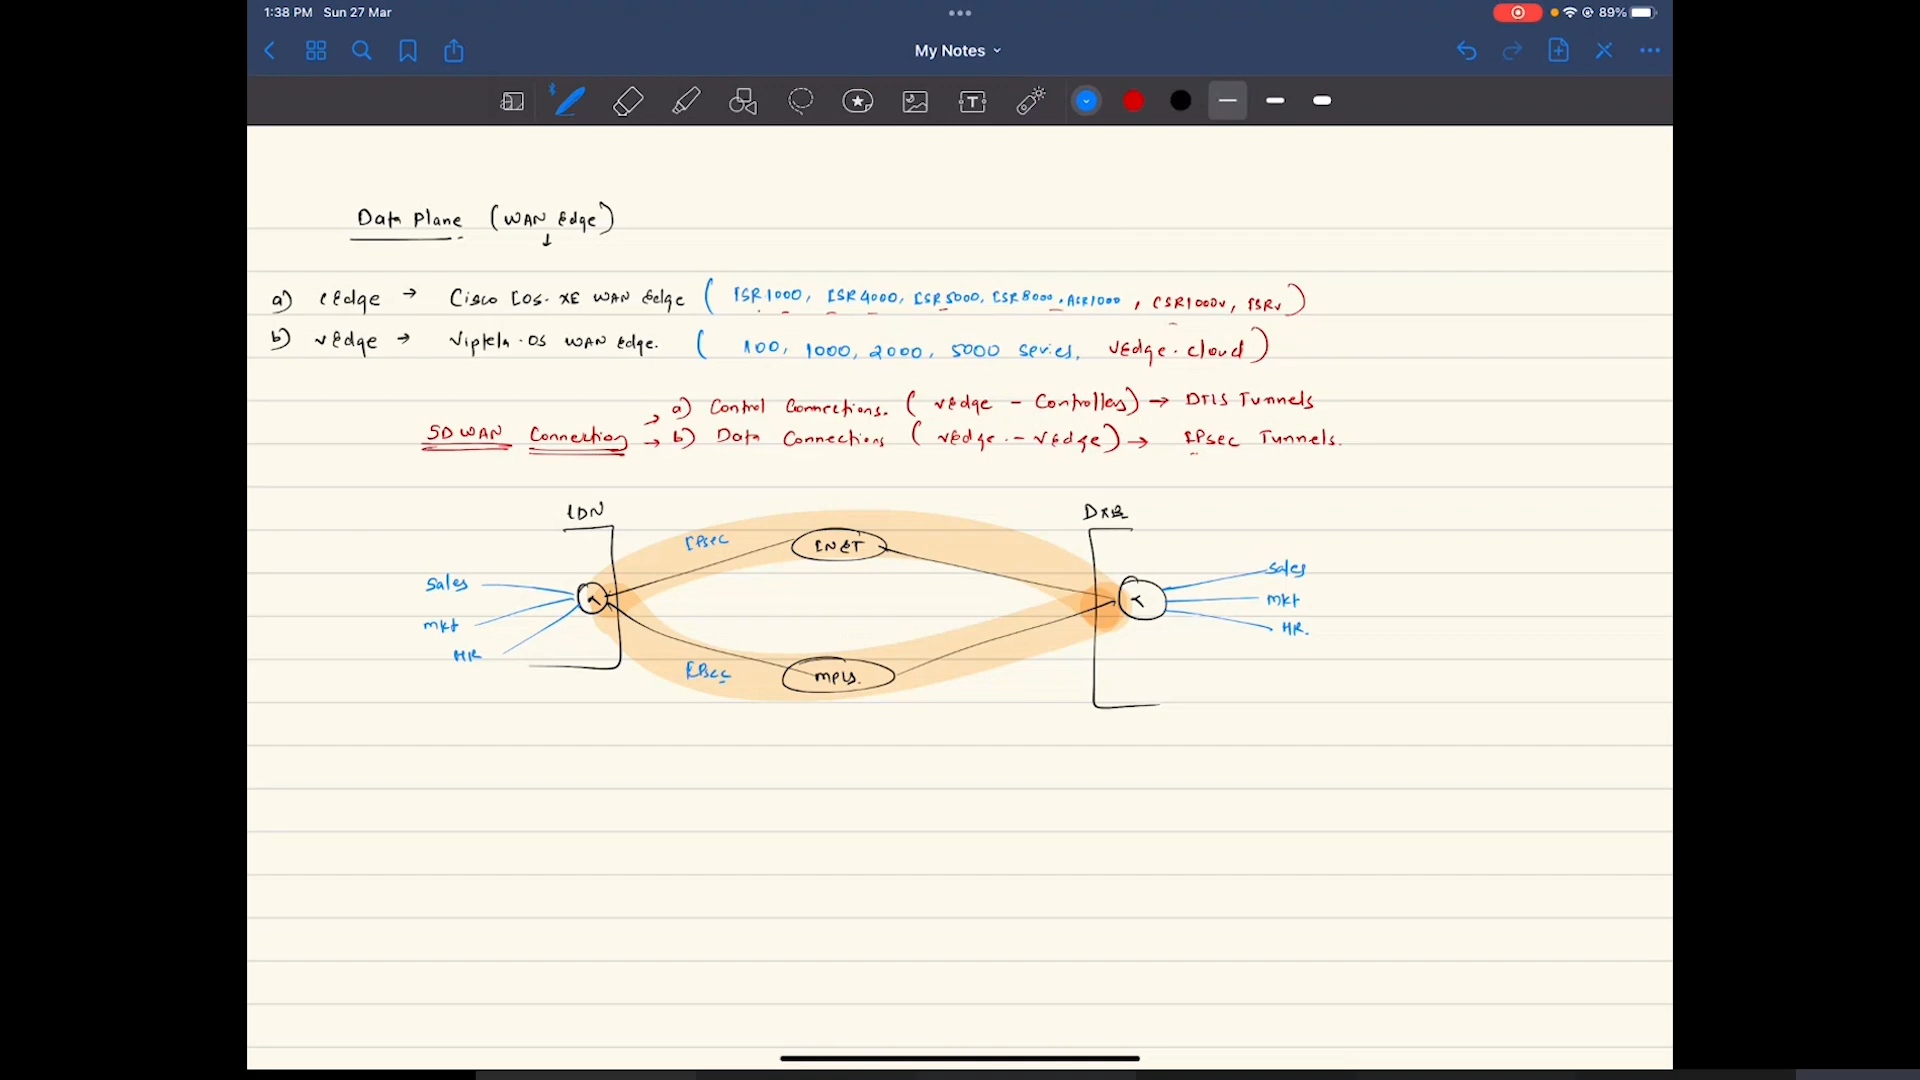 1:38 PM Sun 27 Mar
89%
My Notes
Data Plane (WAN Edge)
a) cEdge → Cisco IOS-XE WAN Edge (ISR1000, ISR4000, ISR5000, ISR8000, ASR1000, CSR1000v, ISRv)
b) vEdge → Viptela-OS WAN Edge. (100, 1000, 2000, 5000 Series, vEdge-cloud)
→ a) Control Connections. (vEdge - Controllers) → DTLS Tunnels
SDWAN Connection → b) Data Connections (vEdge - vEdge) → IPsec Tunnels.
LDN DXB
IPsec INET
Sales Sales
Mkt Mkt
HR HR.
IPsec MPLS.